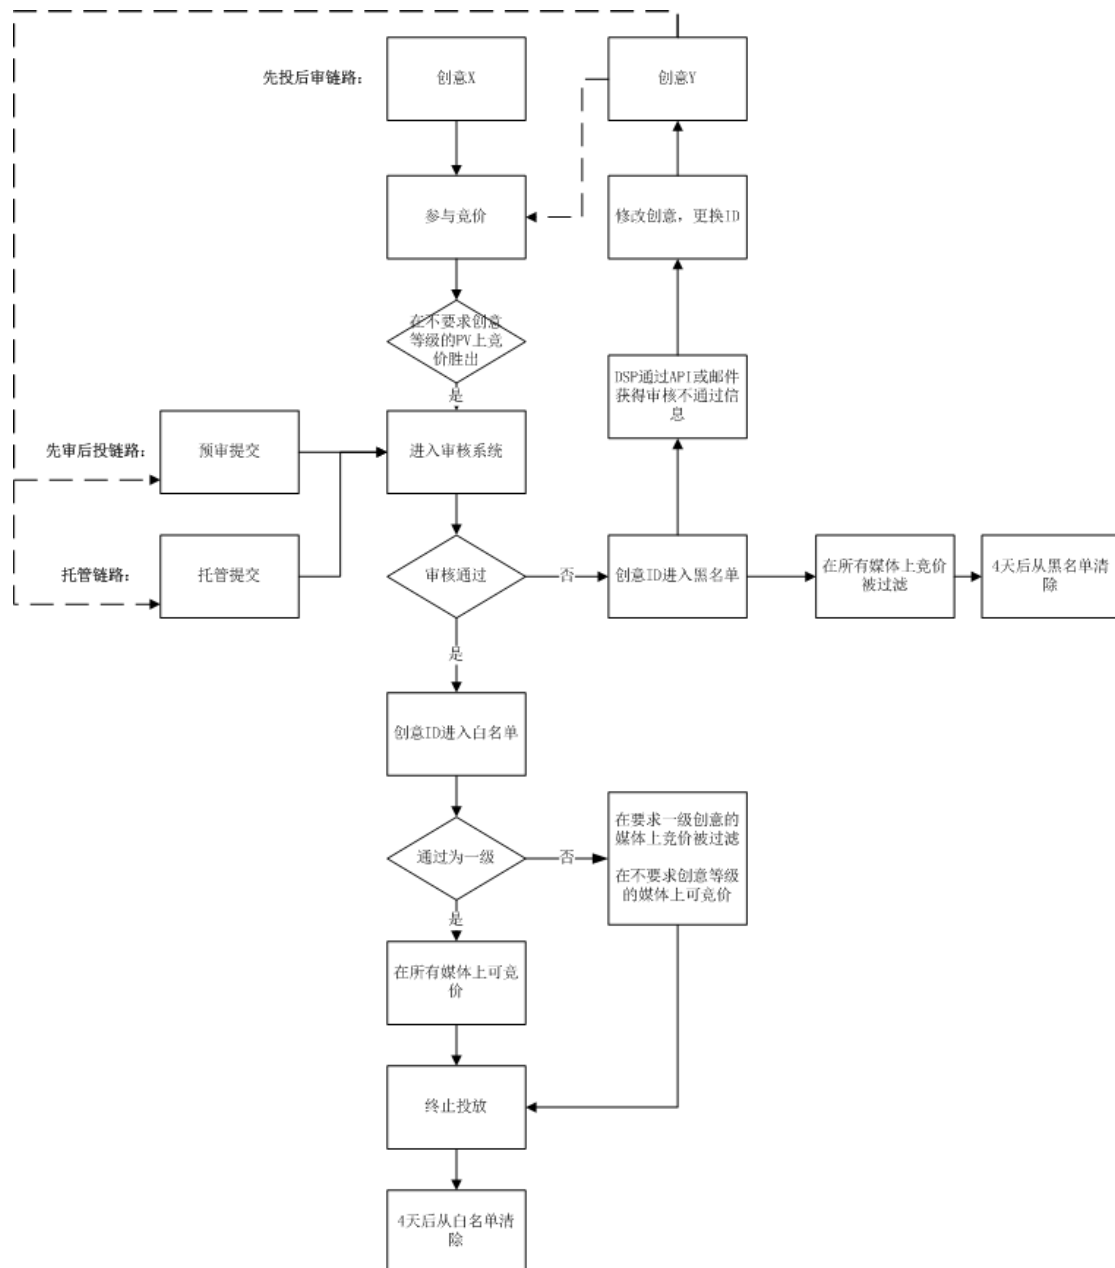 先投后审链路：
创意X
创意Y
参与竞价
修改创意，更换ID
在不要求创意
等级的PV上竞
价胜出
是
DSP通过API或邮件
获得审核不通过信
息
先审后投链路：
预审提交
进入审核系统
托管链路：
托管提交
审核通过
否
创意ID进入黑名单
在所有媒体上竞价
被过滤
4天后从黑名单清
除
是
创意ID进入白名单
通过为一级
否
在要求一级创意的
媒体上竞价被过滤
在不要求创意等级
的媒体上可竞价
是
在所有媒体上可竞
价
终止投放
4天后从白名单清
除